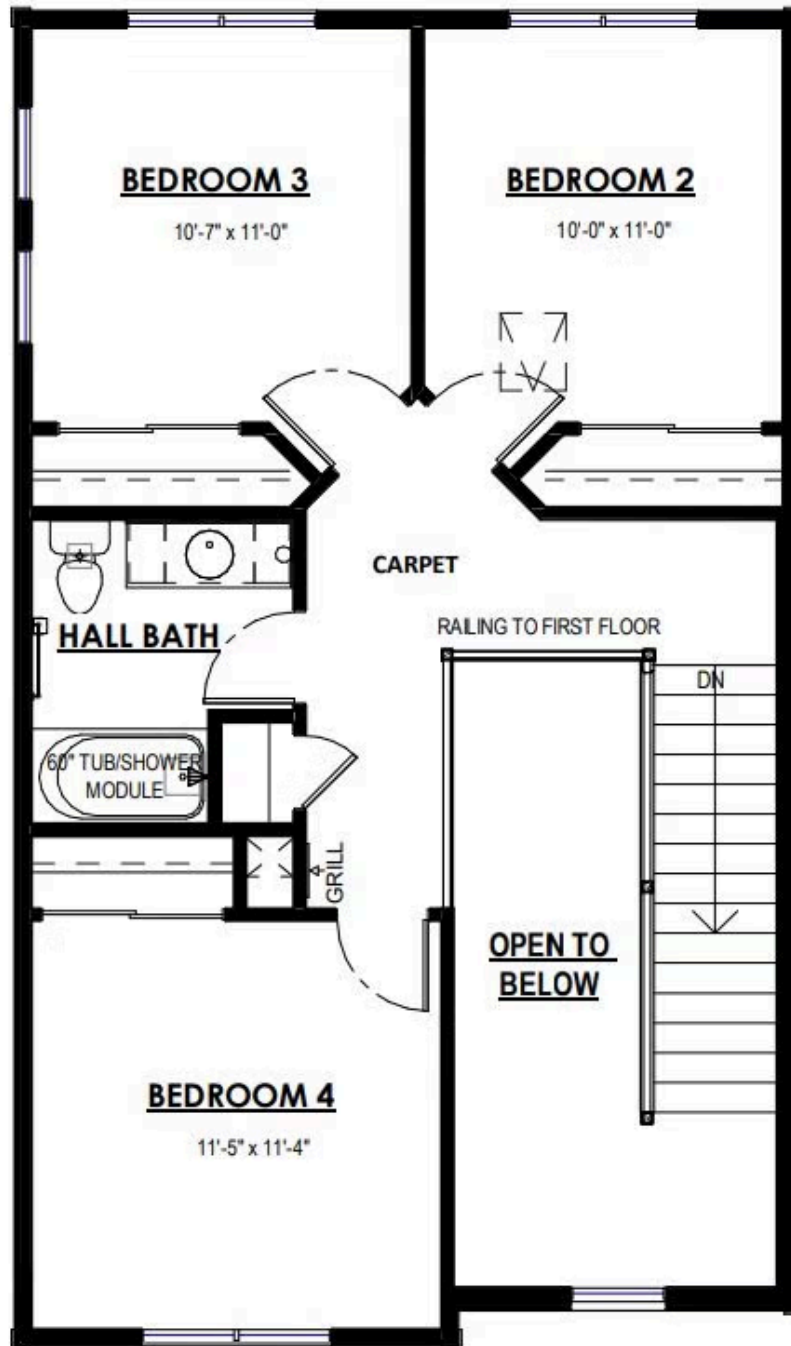 BEDROOM 3
10'-7" x 11'-0"
BEDROOM 2
10'-0" x 11'-0"
CARPET
HALL BATH
RAILING TO FIRST FLOOR
DN
60" TUB/SHOWER
MODULE
GRILL
OPEN TO
BELOW
BEDROOM 4
11'-5" x 11'-4"